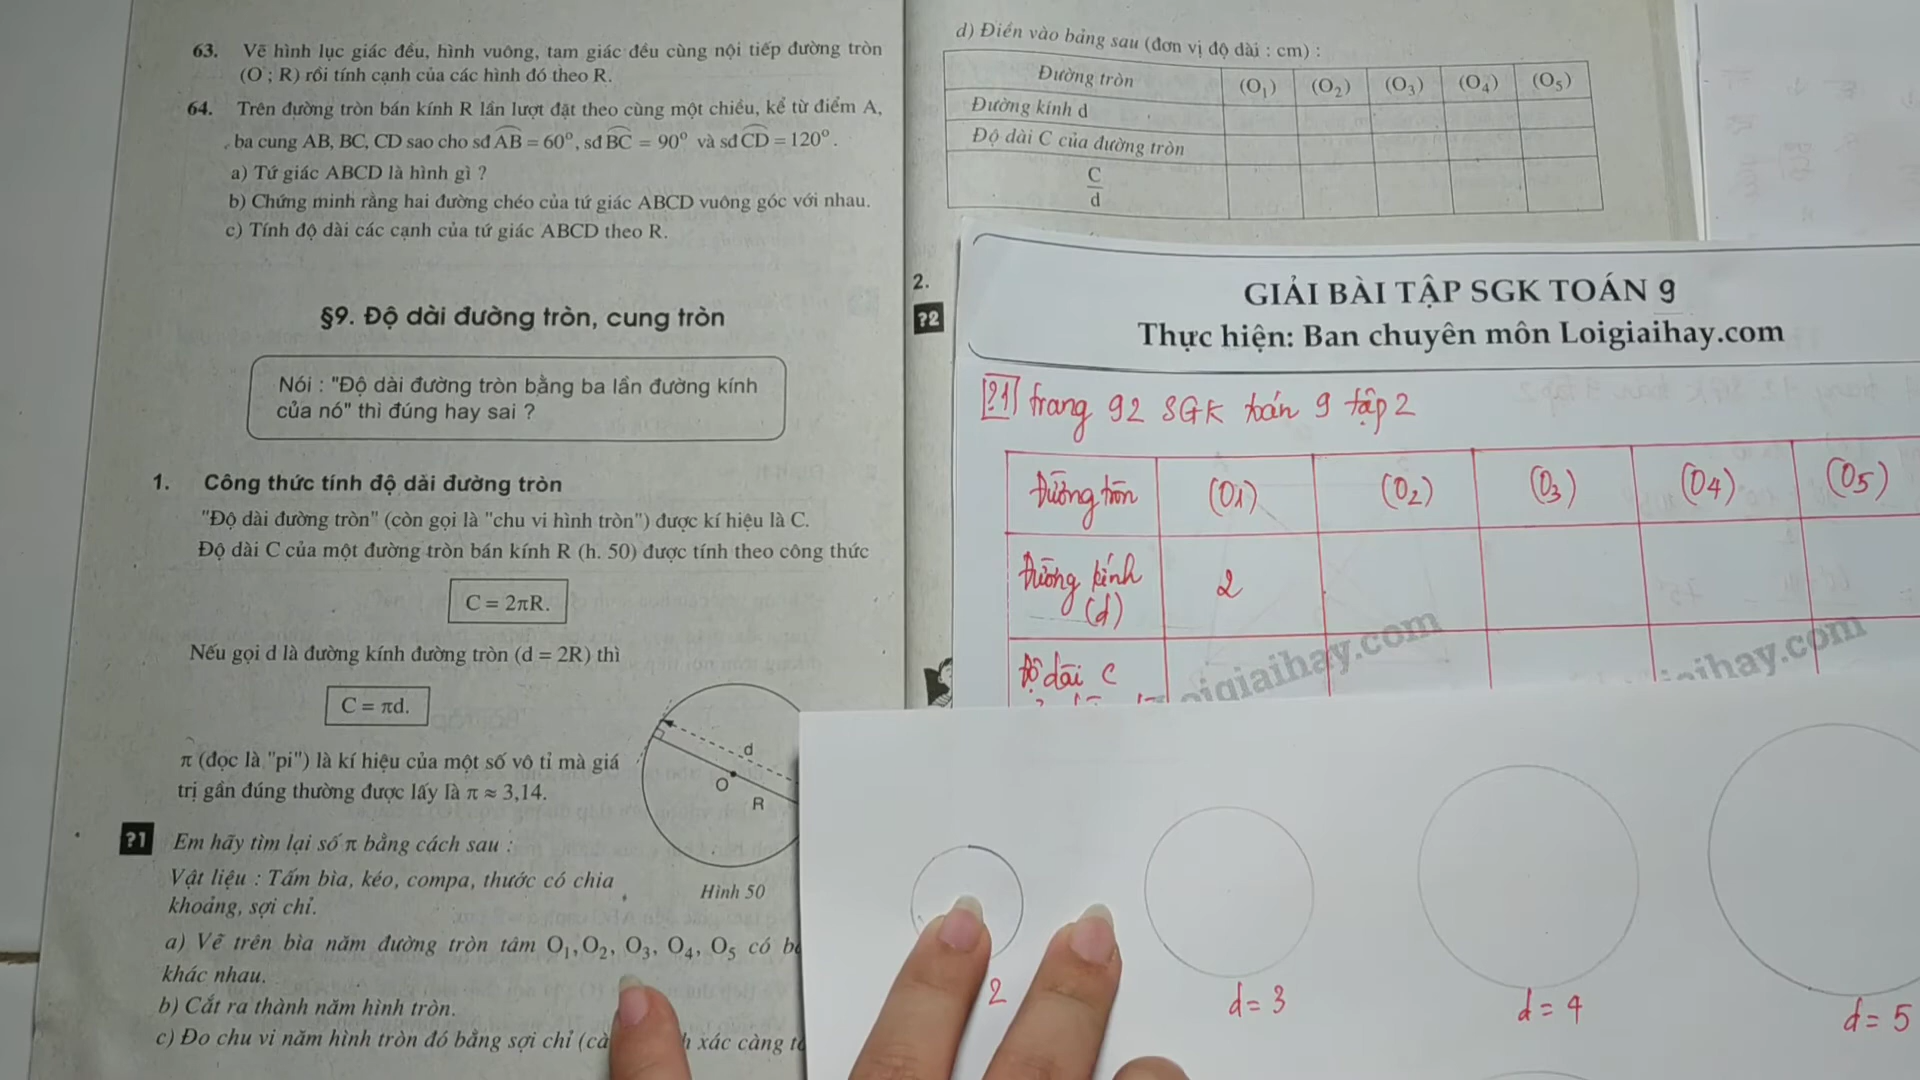 63. Vẽ hình lục giác đều, hình vuông, tam giác đều cùng nội tiếp đường tròn
(O ; R) rồi tính cạnh của các hình đó theo R.
64. Trên đường tròn bán kính R lần lượt đặt theo cùng một chiều, kể từ điểm A,
ba cung AB, BC, CD sao cho sđ AB = 60°, sđ BC = 90° và sđ CD = 120°.
a) Tứ giác ABCD là hình gì ?
b) Chứng minh rằng hai đường chéo của tứ giác ABCD vuông góc với nhau.
c) Tính độ dài các cạnh của tứ giác ABCD theo R.
§9. Độ dài đường tròn, cung tròn
Nói : "Độ dài đường tròn bằng ba lần đường kính
của nó" thì đúng hay sai ?
1. Công thức tính độ dài đường tròn
"Độ dài đường tròn" (còn gọi là "chu vi hình tròn") được kí hiệu là C.
Độ dài C của một đường tròn bán kính R (h. 50) được tính theo công thức
C = 2πR.
Nếu gọi d là đường kính đường tròn (d = 2R) thì
C = πd.
π (đọc là "pi") là kí hiệu của một số vô tỉ mà giá
trị gần đúng thường được lấy là π ≈ 3,14.
d
O
R
Hình 50
?1 Em hãy tìm lại số π bằng cách sau :
Vật liệu : Tấm bìa, kéo, compa, thước có chia
khoảng, sợi chỉ.
a) Vẽ trên bìa năm đường tròn tâm O1, O2, O3, O4, O5 có
khác nhau.
b) Cắt ra thành năm hình tròn.
c) Đo chu vi năm hình tròn đó bằng sợi chỉ xác càng
d) Điền vào bảng sau (đơn vị độ dài : cm) :
Đường tròn (O1) (O2) (O3) (O4) (O5)
Đường kính d
Độ dài C của đường tròn
C
d
2.
?2
GIẢI BÀI TẬP SGK TOÁN 9
Thực hiện: Ban chuyên môn Loigiaihay.com
?1 trang 92 SGK toán 9 tập 2
Đường tròn (O1) (O2) (O3) (O4) (O5)
Đường kính 2
(d)
Độ dài C
2
d = 3
d = 4
d = 5